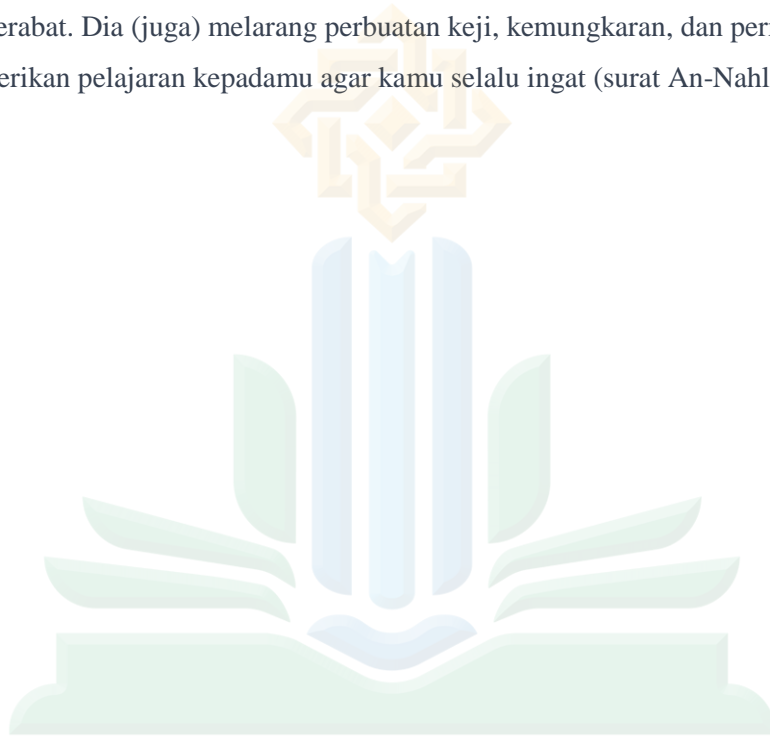 erabat. Dia (juga) melarang perbuatan keji, kemungkaran, dan per
erikan pelajaran kepadamu agar kamu selalu ingat (surat An-Nahl